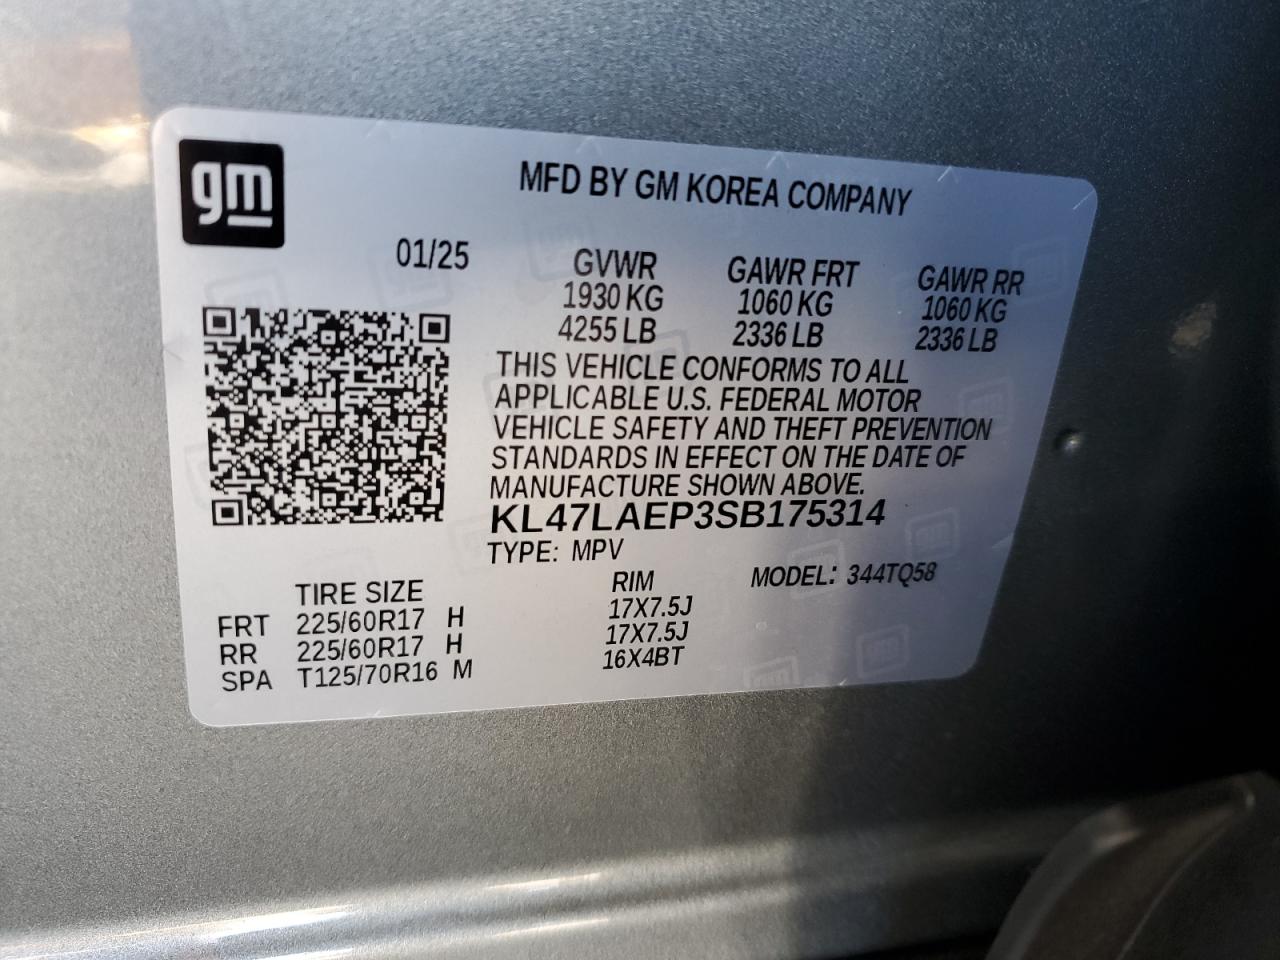 gm
MFD BY GM KOREA COMPANY
01/25
GVWR GAWR FRT GAWR RR
1930 KG 1060 KG 1060 KG
4255 LB 2336 LB 2336 LB
THIS VEHICLE CONFORMS TO ALL
APPLICABLE U.S. FEDERAL MOTOR
VEHICLE SAFETY AND THEFT PREVENTION
STANDARDS IN EFFECT ON THE DATE OF
MANUFACTURE SHOWN ABOVE.
KL47LAEP3SB175314
TYPE: MPV
MODEL: 344TQ58
TIRE SIZE RIM
FRT 225/60R17 H 17X7.5J
RR 225/60R17 H 17X7.5J
SPA T125/70R16 M 16X4BT